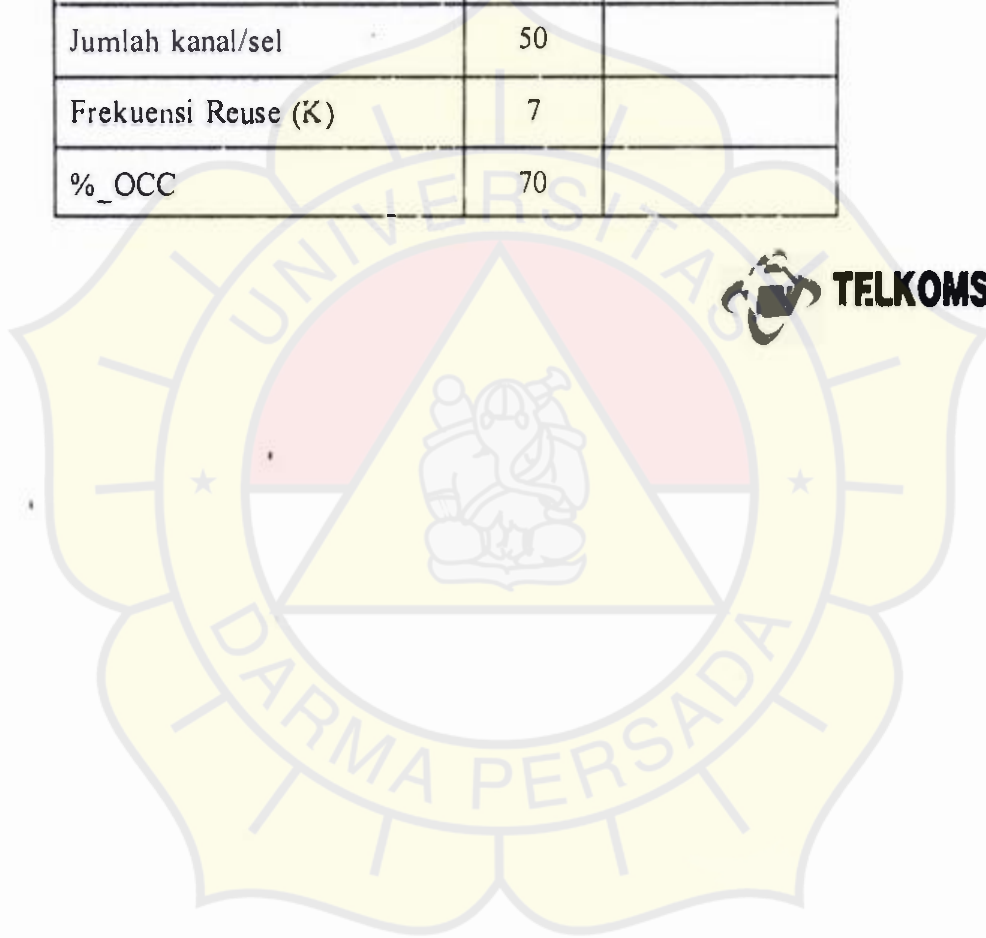 Jumlah kanal/sel 50
Frekuensi Reuse (K) 7
%_OCC 70
TELKOMS
UNIVERSITAS
DARMA PERSADA